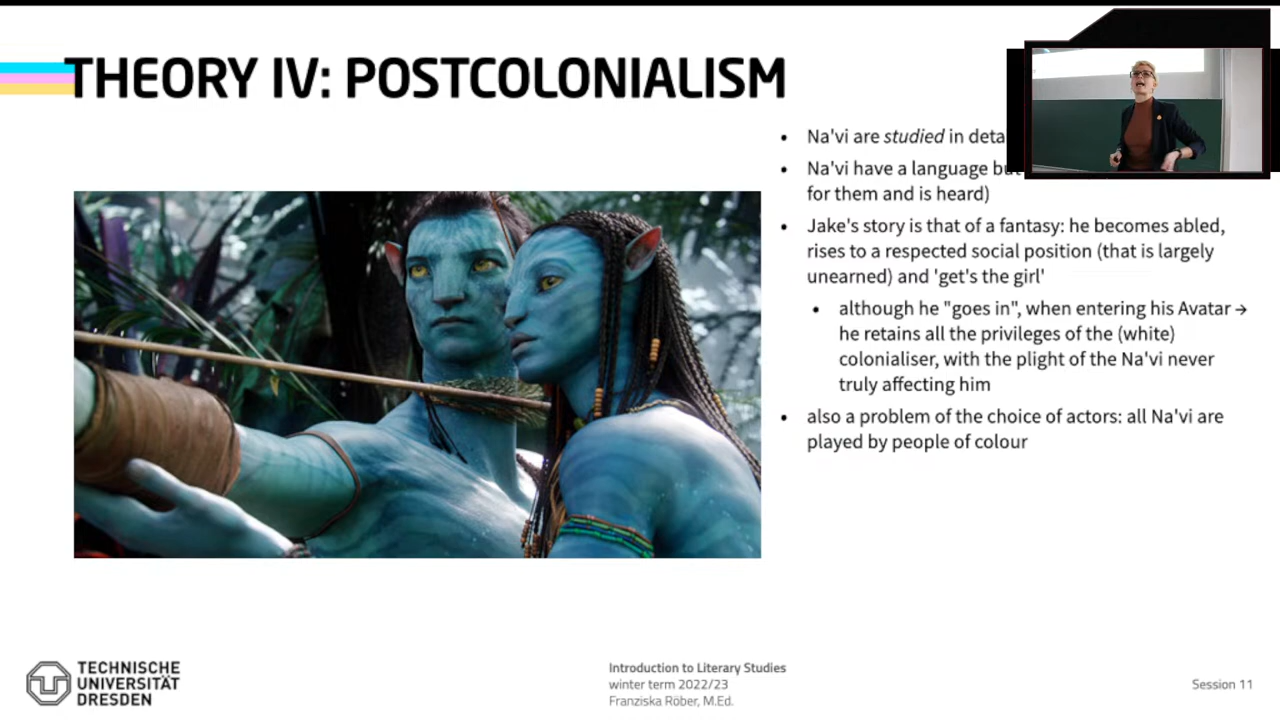 THEORY IV: POSTCOLONIALISM
• Na'vi are studied in
• Na'vi have a language
for them and is heard)
• Jake's story is that of a fantasy: he becomes abled,
rises to a respected social position (that is largely
unearned) and 'get's the girl'
• although he "goes in", when entering his Avatar →
he retains all the privileges of the (white)
colonialiser, with the plight of the Na'vi never
truly affecting him
• also a problem of the choice of actors: all Na'vi are
played by people of colour
TECHNISCHE
UNIVERSITÄT
DRESDEN
Introduction to Literary Studies
winter term 2022/23
Franziska Röber, M.Ed.
Session 11